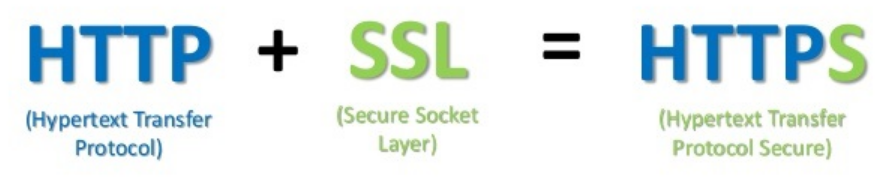 HTTP + SSL = HTTPS
(Hypertext Transfer Protocol)
(Secure Socket Layer)
(Hypertext Transfer Protocol Secure)